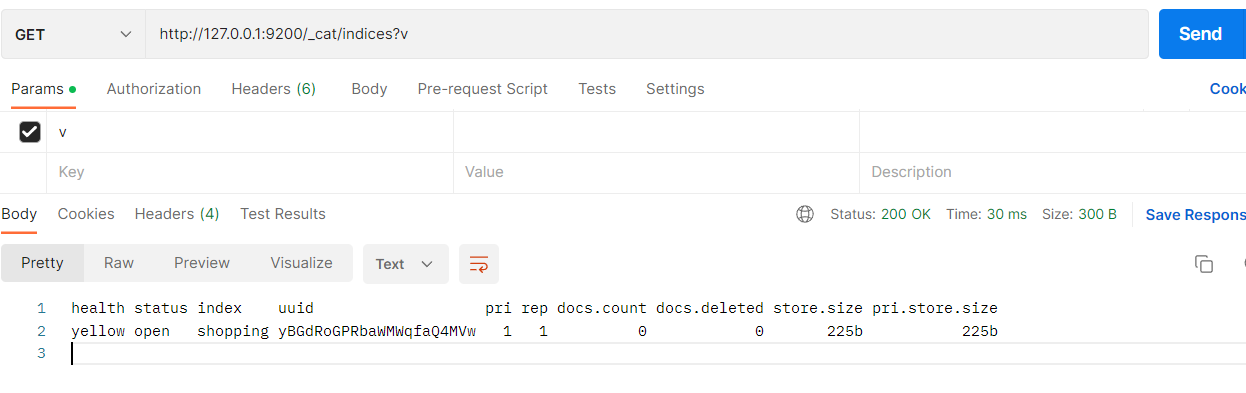 GET http://127.0.0.1:9200/_cat/indices?v Send
Params Authorization Headers (6) Body Pre-request Script Tests Settings Cook
v
Key Value Description
Body Cookies Headers (4) Test Results Status: 200 OK Time: 30 ms Size: 300 B Save Respons
Pretty Raw Preview Visualize Text
1 health status index uuid pri rep docs.count docs.deleted store.size pri.store.size
2 yellow open shopping yBGdRoGPRbaWMWqfaQ4MVw 1 1 0 0 225b 225b
3